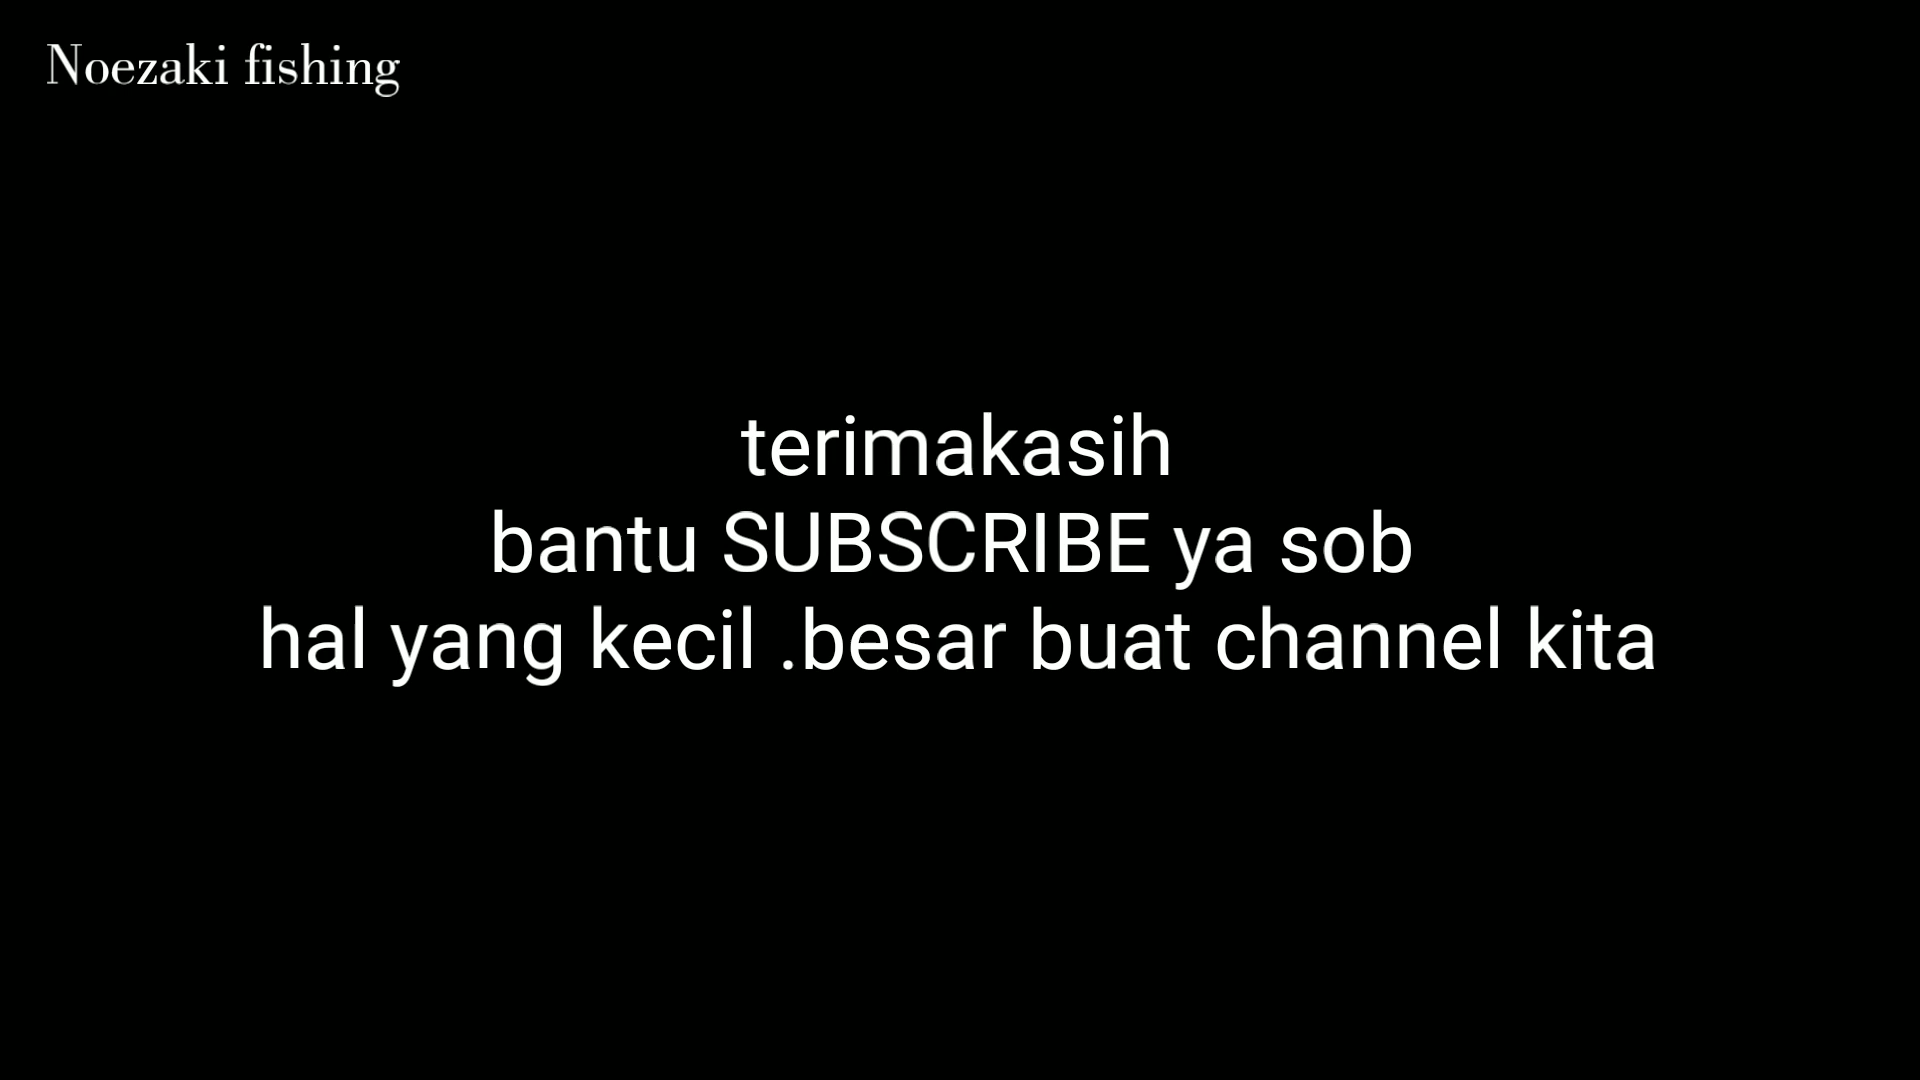 Noezaki fishing
terimakasih
bantu SUBSCRIBE ya sob
hal yang kecil .besar buat channel kita